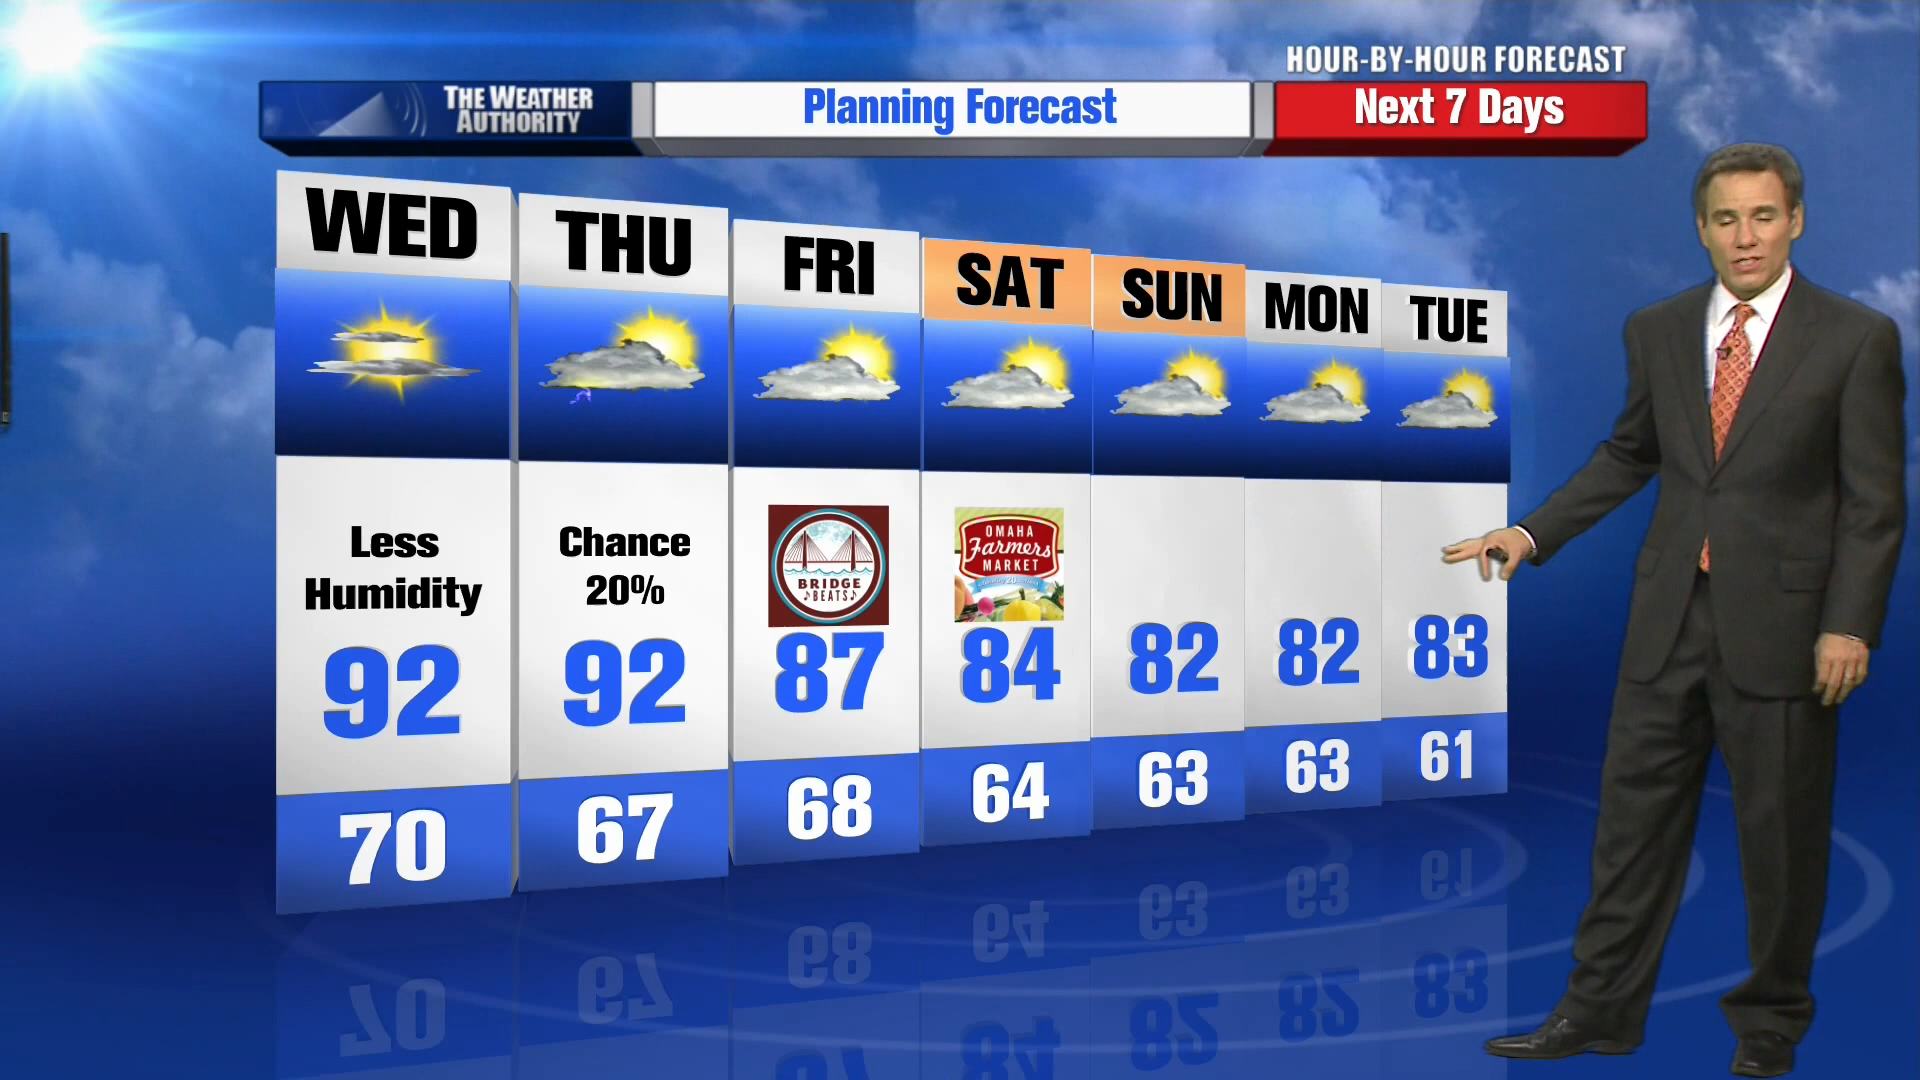 HOUR-BY-HOUR FORECAST
THE WEATHER
AUTHORITY
Planning Forecast
Next 7 Days
WED
THU
FRI
SAT
SUN
MON
TUE
Less
Humidity
Chance
20%
BRIDGE
♪BEATS♪
OMAHA
Farmers
MARKET
92
92
87
84
82
82
83
70
67
68
64
63
63
61